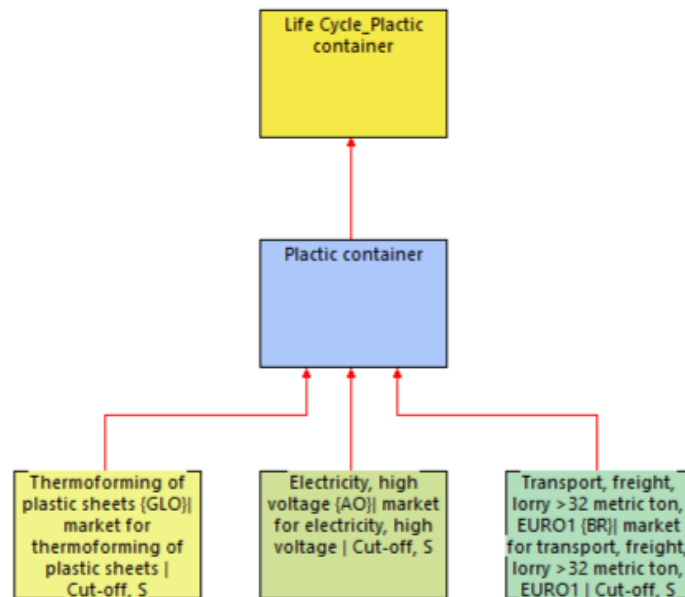 Life Cycle_Plactic
container
Plactic container
Thermoforming of
plastic sheets {GLO}|
market for
thermoforming of
plastic sheets |
Cut-off, S
Electricity, high
voltage {AO}| market
for electricity, high
voltage | Cut-off, S
Transport, freight,
lorry >32 metric ton,
EURO1 {BR}| market
for transport, freight,
lorry >32 metric ton,
EURO1 | Cut-off, S